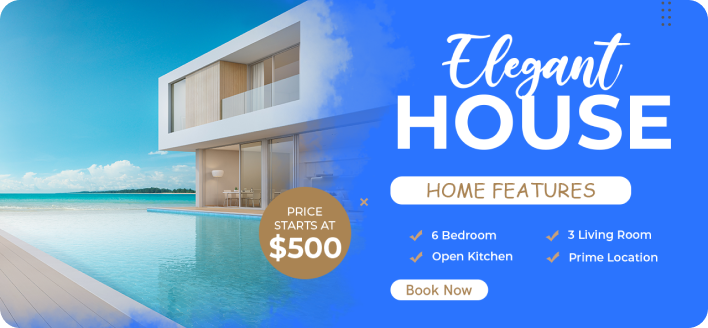 Elegant
HOUSE
HOME FEATURES
6 Bedroom
3 Living Room
Open Kitchen
Prime Location
Book Now
PRICE
STARTS AT
$500